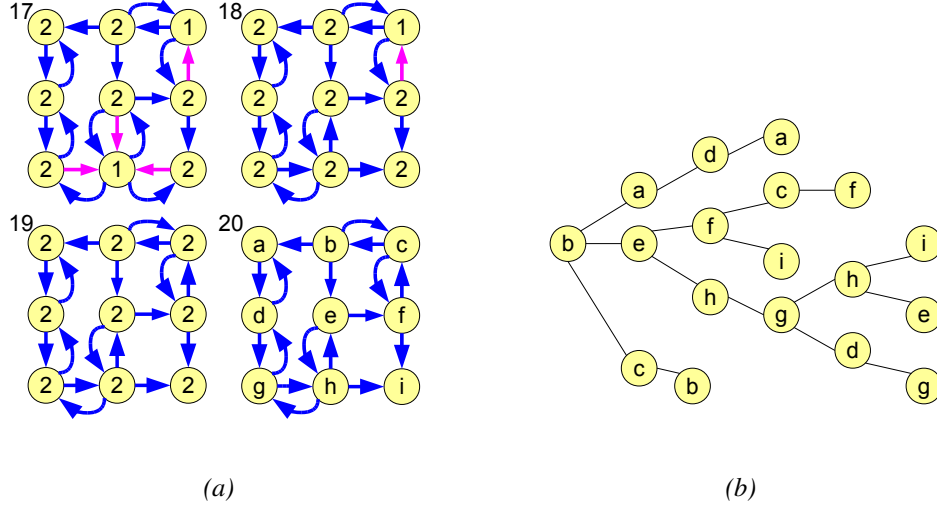 17 18
2 2 1 2 2 1
2 2 2 2 2 2
2 1 2 2 2 2
19 20
2 2 2 a b c
2 2 2 d e f
2 2 2 g h i
a
d
a c f
b e f i
i
h g h e
d
c b g
(a) (b)